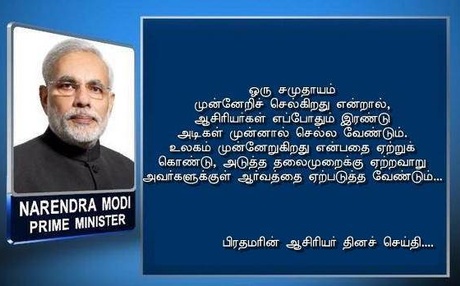 ஒரு சமுதாயம்
முன்னேறிச் செல்கிறது என்றால்,
ஆசிரியர்கள் எப்போதும் இரண்டு
அடிகள் முன்னால் செல்ல வேண்டும்.
உலகம் முன்னேறுகிறது என்பதை ஏற்றுக்
கொண்டு, அடுத்த தலைமுறைக்கு ஏற்றவாறு
அவர்களுக்குள் ஆர்வத்தை ஏற்படுத்த வேண்டும்...
பிரதமரின் ஆசிரியர் தினச் செய்தி....
NARENDRA MODI
PRIME MINISTER